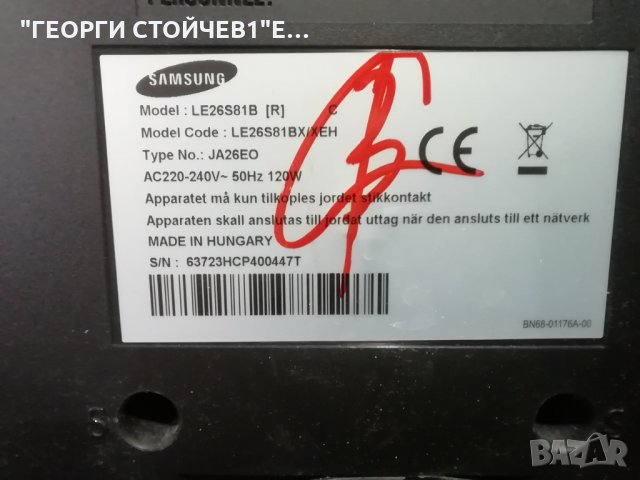 PERSONNEL.
"ГЕОРГИ СТОЙЧЕВ1"Е...
SAMSUNG
Model : LE26S81B [R] C
Model Code : LE26S81BX/XEH
Type No.: JA26EO
AC220-240V~ 50Hz 120W
Apparatet må kun tilkoples jordet stikkontakt
Apparaten skall anslutas till jordat uttag när den ansluts till ett nätverk
MADE IN HUNGARY
S/N : 63723HCP400447T
CE
BN68-01176A-00
BAZAR